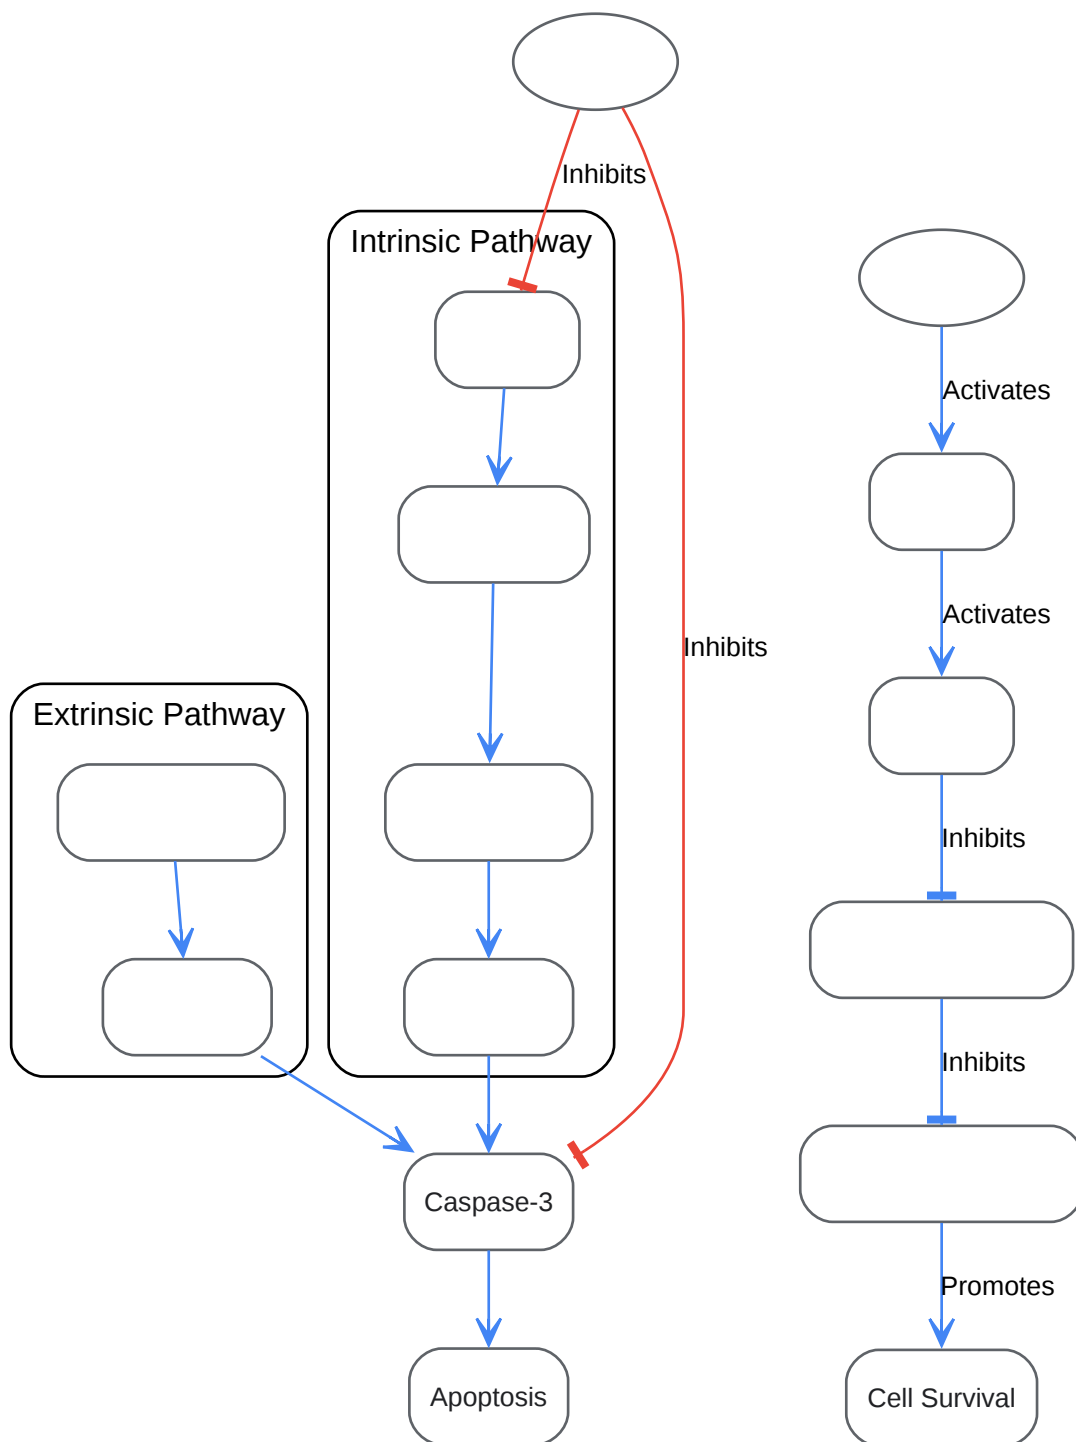 Inhibits
Intrinsic Pathway
Activates
Activates
Inhibits
Extrinsic Pathway
Inhibits
Inhibits
Caspase-3
Promotes
Apoptosis
Cell Survival